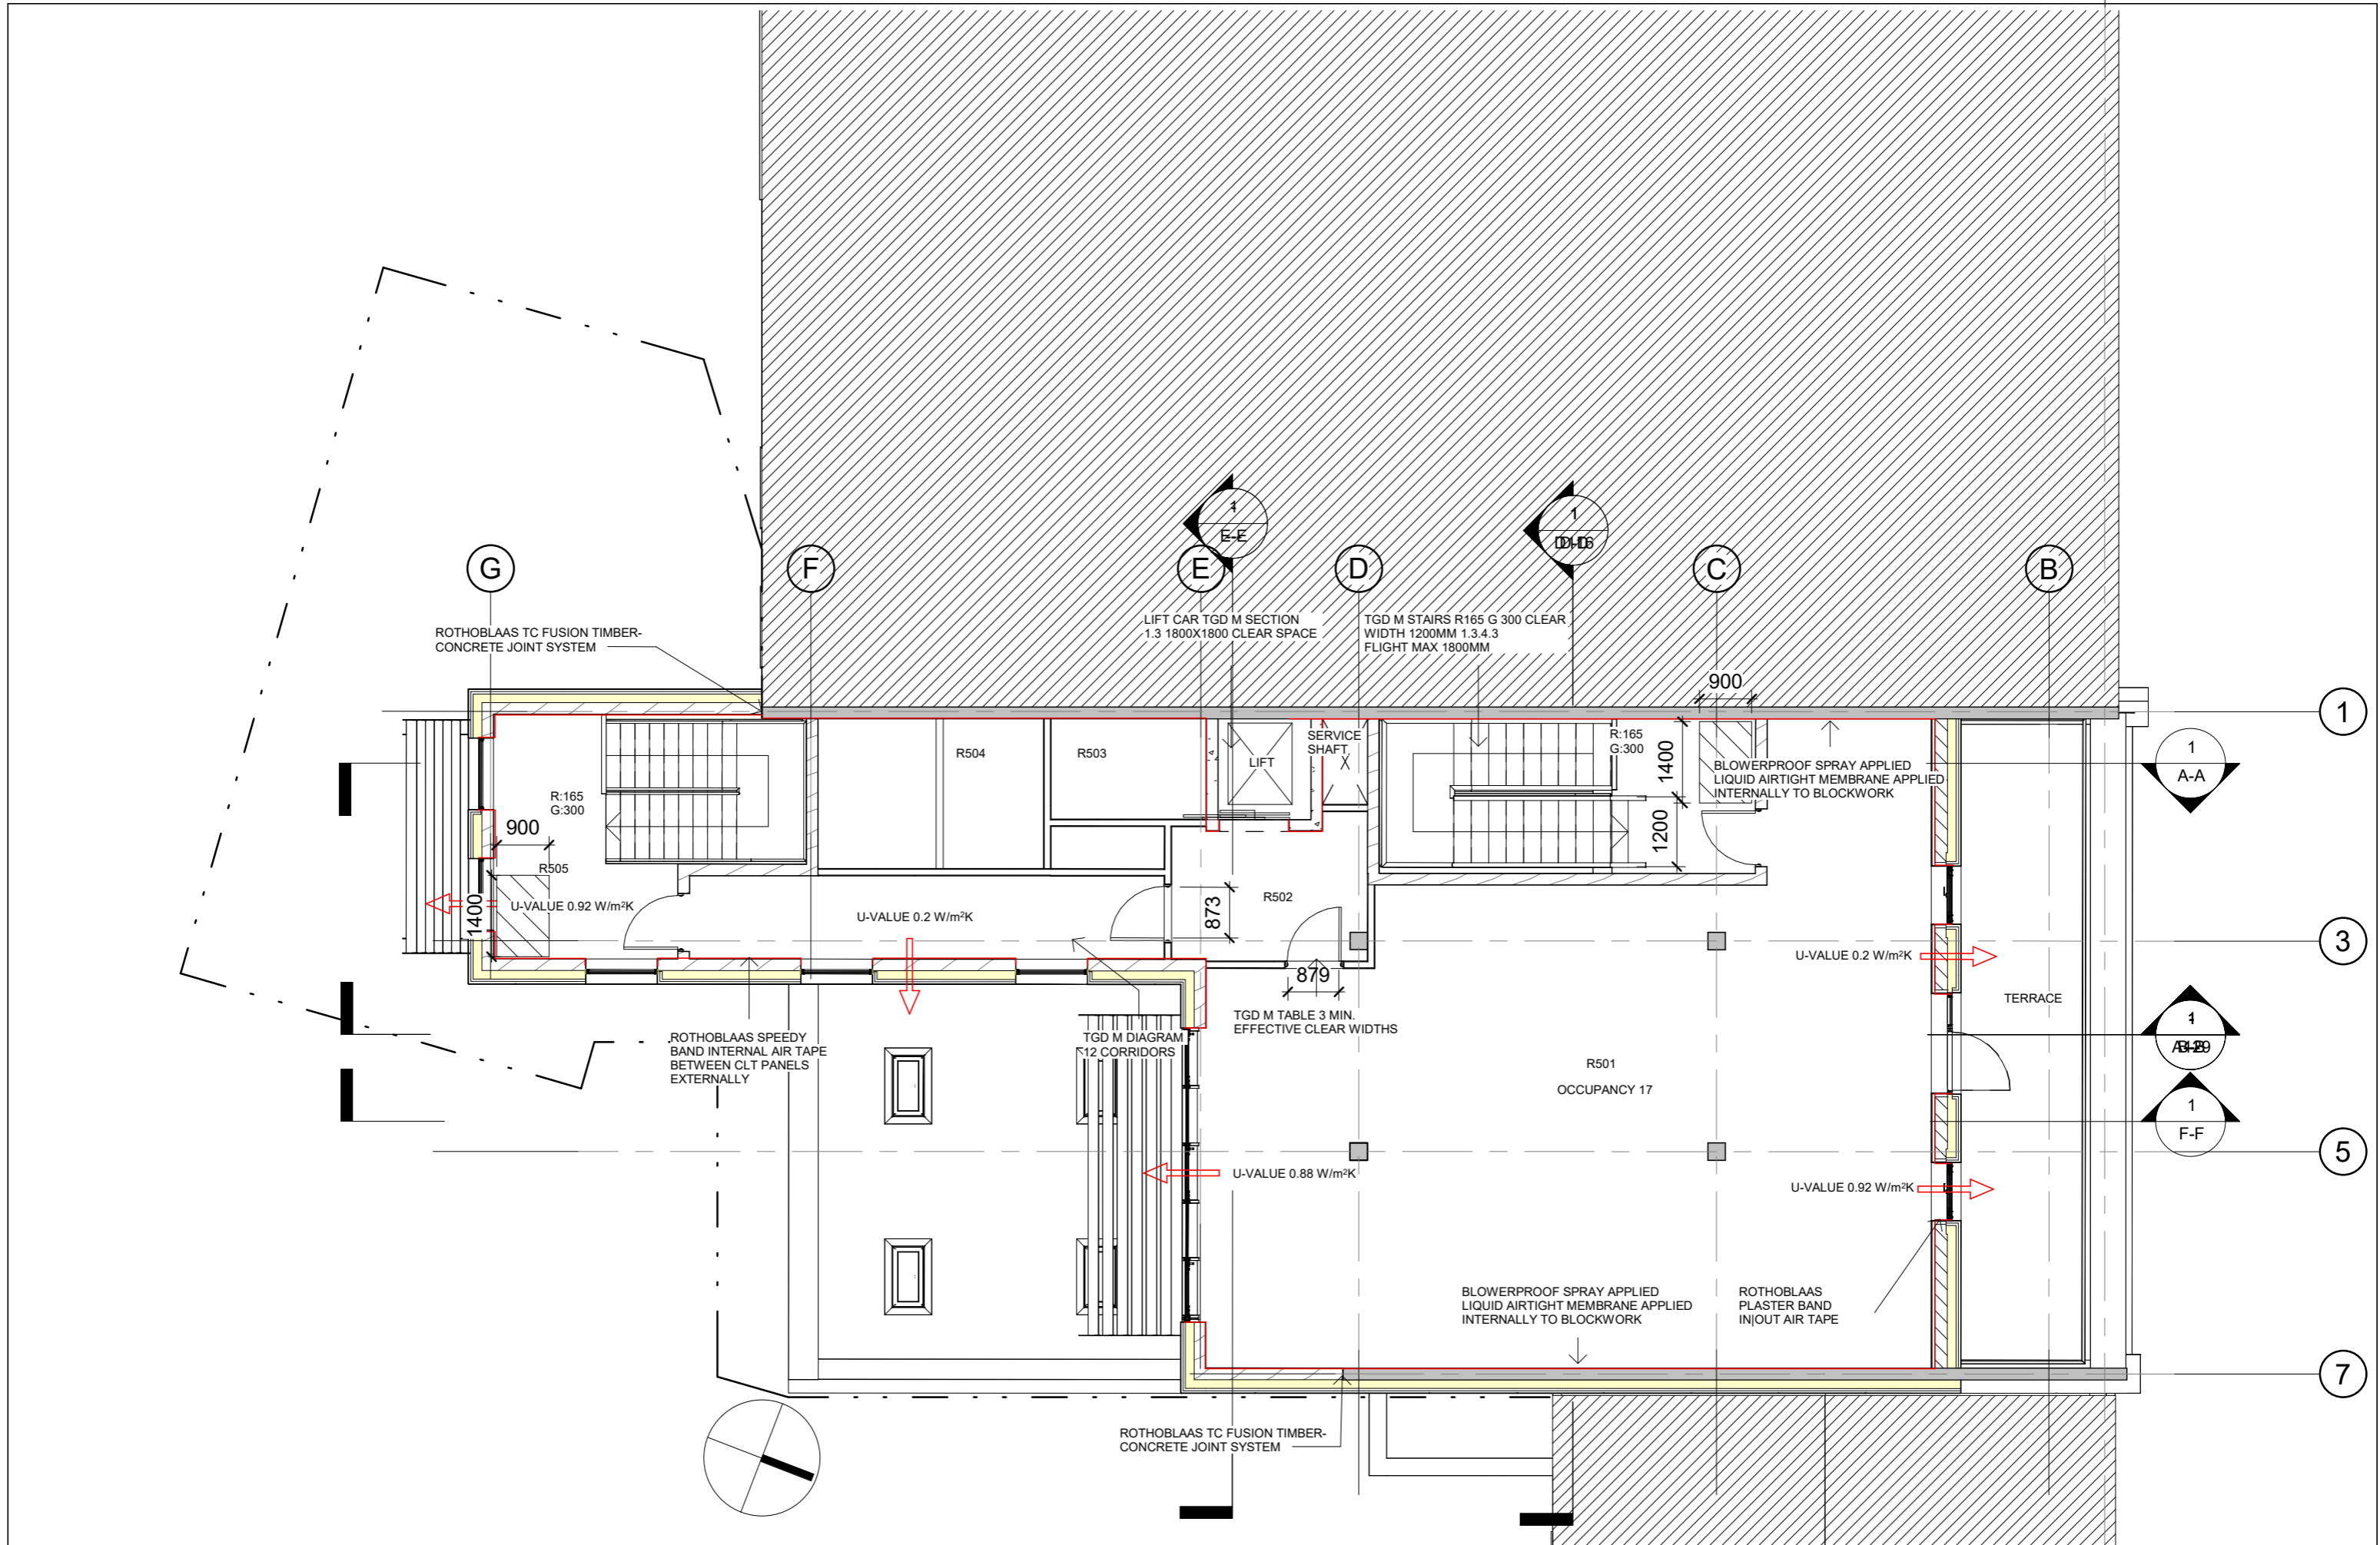 1
E-E
1
G
F
E
D
C
B
LIFT CAR TGD M SECTION
1.3 1800X1800 CLEAR SPACE
TGD M STAIRS R165 G 300 CLEAR
WIDTH 1200MM 1.3.4.3
FLIGHT MAX 1800MM
ROTHOBLAAS TC FUSION TIMBER-
CONCRETE JOINT SYSTEM
900
1
R504
R503
LIFT
SERVICE
SHAFT
R:165
G:300
1400
BLOWERPROOF SPRAY APPLIED
LIQUID AIRTIGHT MEMBRANE APPLIED
INTERNALLY TO BLOCKWORK
1
A-A
R:165
G:300
900
1200
R505
1400
U-VALUE 0.92 W/m²K
U-VALUE 0.2 W/m²K
873
R502
3
U-VALUE 0.2 W/m²K
879
TERRACE
TGD M TABLE 3 MIN.
EFFECTIVE CLEAR WIDTHS
1
ROTHOBLAAS SPEEDY
BAND INTERNAL AIR TAPE
BETWEEN CLT PANELS
EXTERNALLY
TGD M DIAGRAM
12 CORRIDORS
R501
OCCUPANCY 17
1
F-F
5
U-VALUE 0.88 W/m²K
U-VALUE 0.92 W/m²K
BLOWERPROOF SPRAY APPLIED
LIQUID AIRTIGHT MEMBRANE APPLIED
INTERNALLY TO BLOCKWORK
ROTHOBLAAS
PLASTER BAND
IN|OUT AIR TAPE
7
ROTHOBLAAS TC FUSION TIMBER-
CONCRETE JOINT SYSTEM